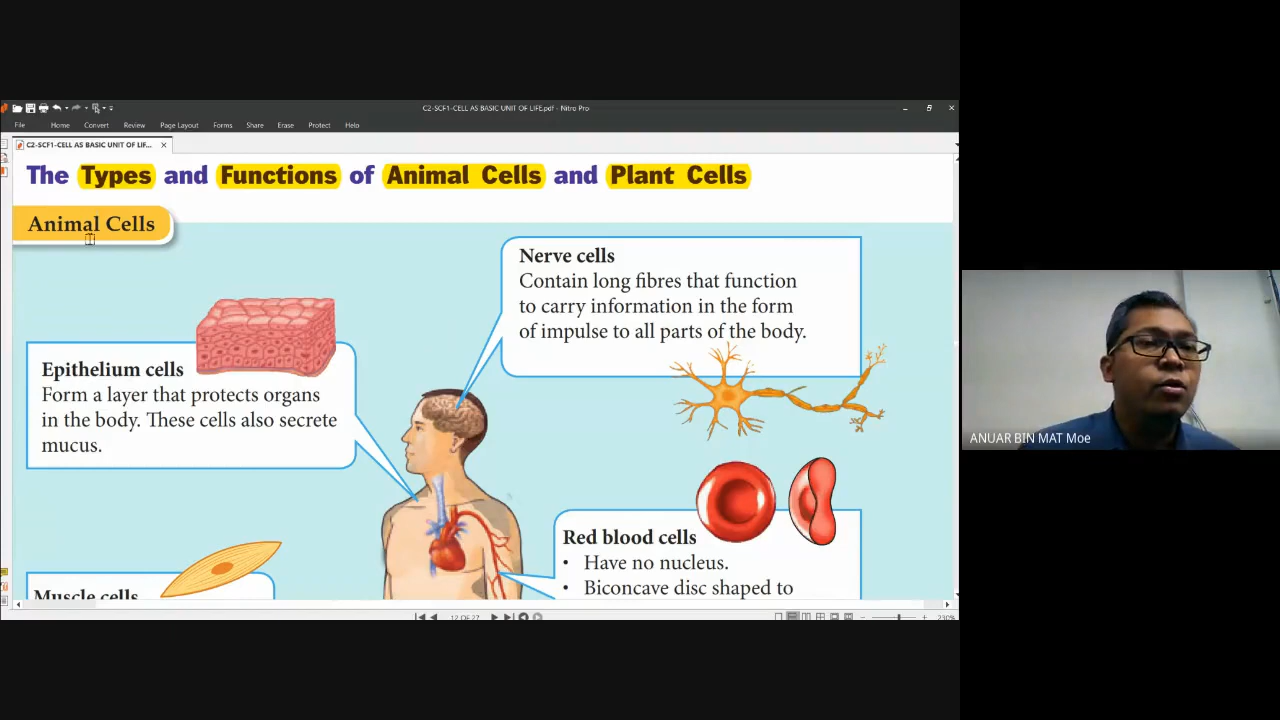 C2-SCF1-CELL AS BASIC UNIT OF LIFE.pdf - Nitro Pro
File Home Convert Review Page Layout Forms Share Erase Protect Help
C2-SCF1-CELL AS BASIC UNIT OF LIF...
The Types and Functions of Animal Cells and Plant Cells
Animal Cells
Nerve cells
Contain long fibres that function
to carry information in the form
of impulse to all parts of the body.
Epithelium cells
Form a layer that protects organs
in the body. These cells also secrete
mucus.
Red blood cells
• Have no nucleus.
• Biconcave disc shaped to
Muscle cells
12 OF 27
230%
ANUAR BIN MAT Moe